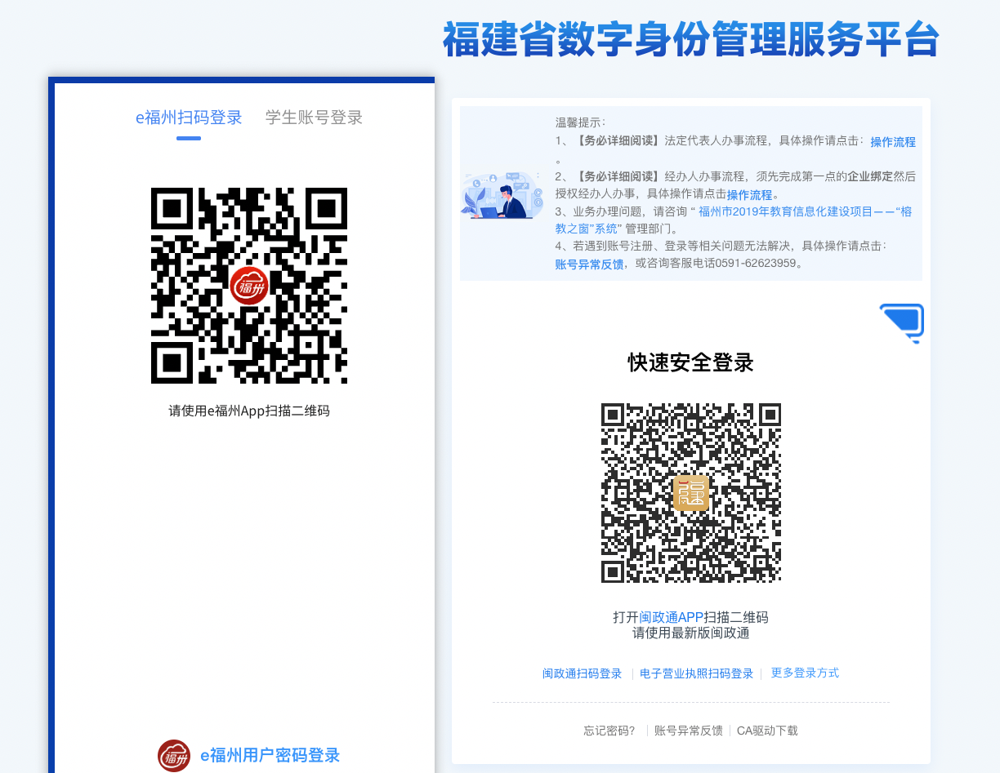 福建省数字身份管理服务平台
e福州扫码登录 学生账号登录
福州
请使用e福州App扫描二维码
福州
e福州用户密码登录
温馨提示：
1、【务必详细阅读】法定代表人办事流程，具体操作请点击：操作流程
。
2、【务必详细阅读】经办人办事流程，须先完成第一点的企业绑定然后
授权经办人办事，具体操作请点击操作流程。
3、业务办理问题，请咨询 “ 福州市2019年教育信息化建设项目——“榕
教之窗”系统” 管理部门。
4、若遇到账号注册、登录等相关问题无法解决，具体操作请点击：
账号异常反馈，或咨询客服电话0591-62623959。
快速安全登录
福建
打开闽政通APP扫描二维码
请使用最新版闽政通
闽政通扫码登录 电子营业执照扫码登录 更多登录方式
忘记密码? 账号异常反馈 CA驱动下载